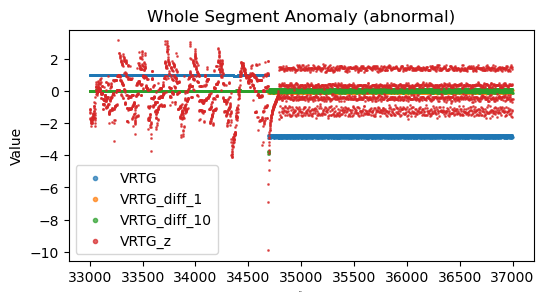 Whole Segment Anomaly (abnormal)
Value
2
0
−2
−4
−6
−8
−10
VRTG
VRTG_diff_1
VRTG_diff_10
VRTG_z
33000 33500 34000 34500 35000 35500 36000 36500 37000